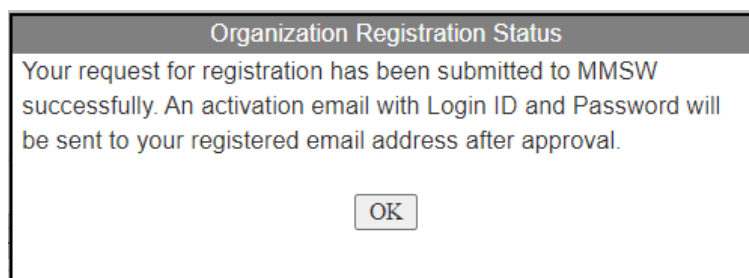 Organization Registration Status
Your request for registration has been submitted to MMSW
successfully. An activation email with Login ID and Password will
be sent to your registered email address after approval.
OK